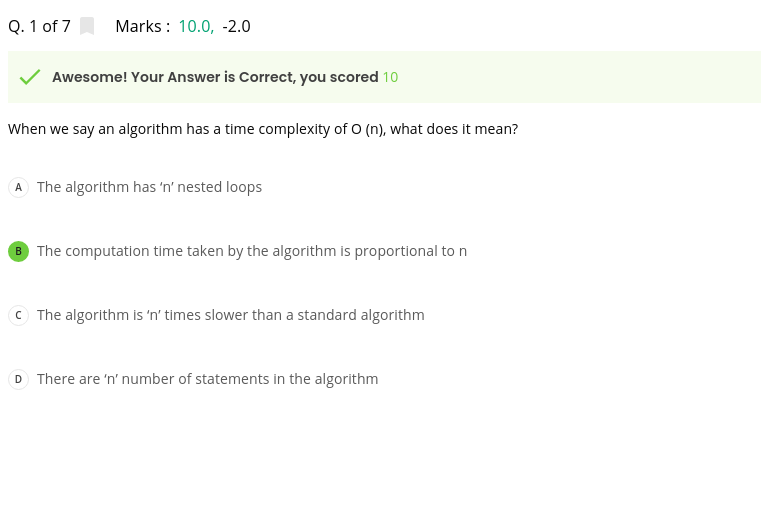 Q. 1 of 7 Marks : 10.0, -2.0
Awesome! Your Answer is Correct, you scored 10
When we say an algorithm has a time complexity of O (n), what does it mean?
A The algorithm has ‘n’ nested loops
B The computation time taken by the algorithm is proportional to n
C The algorithm is ‘n’ times slower than a standard algorithm
D There are ‘n’ number of statements in the algorithm